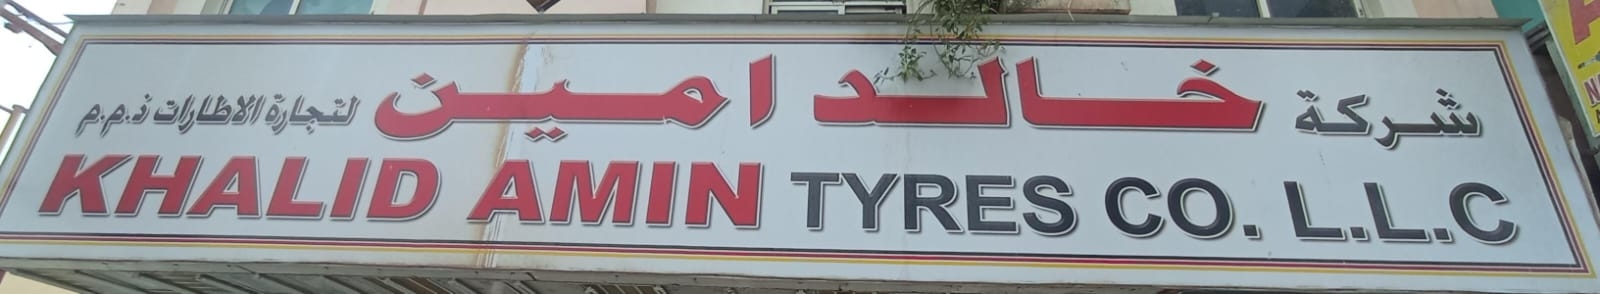 شركة خالد امين لتجارة الاطارات ذ.م.م
KHALID AMIN TYRES CO. L.L.C